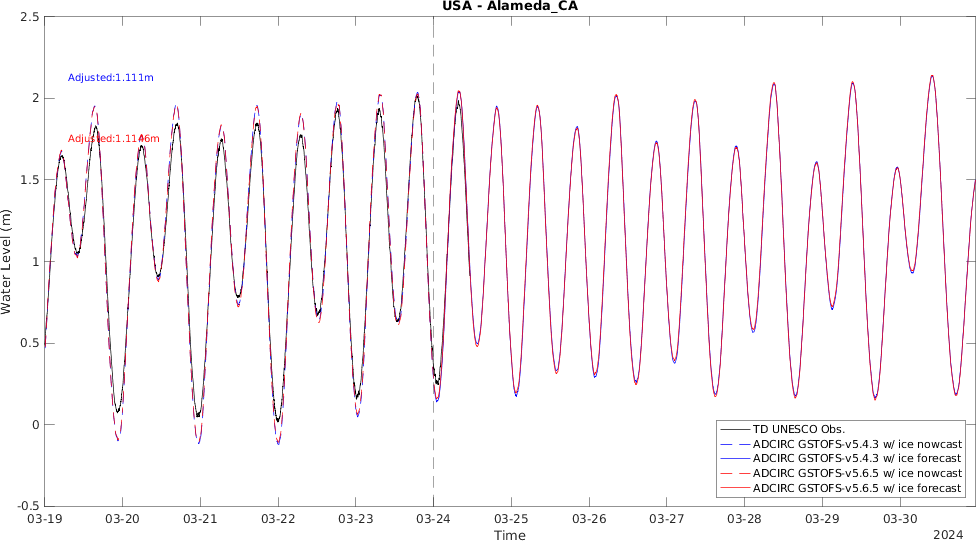 USA - Alameda_CA
2.5
2
1.5
1
0.5
0
-0.5
Water Level (m)
Adjusted:1.111m
Adjusted:1.1146m
TD UNESCO Obs.
ADCIRC GSTOFS-v5.4.3 w/ ice nowcast
ADCIRC GSTOFS-v5.4.3 w/ ice forecast
ADCIRC GSTOFS-v5.6.5 w/ ice nowcast
ADCIRC GSTOFS-v5.6.5 w/ ice forecast
03-19 03-20 03-21 03-22 03-23 03-24 03-25 03-26 03-27 03-28 03-29 03-30
Time
2024